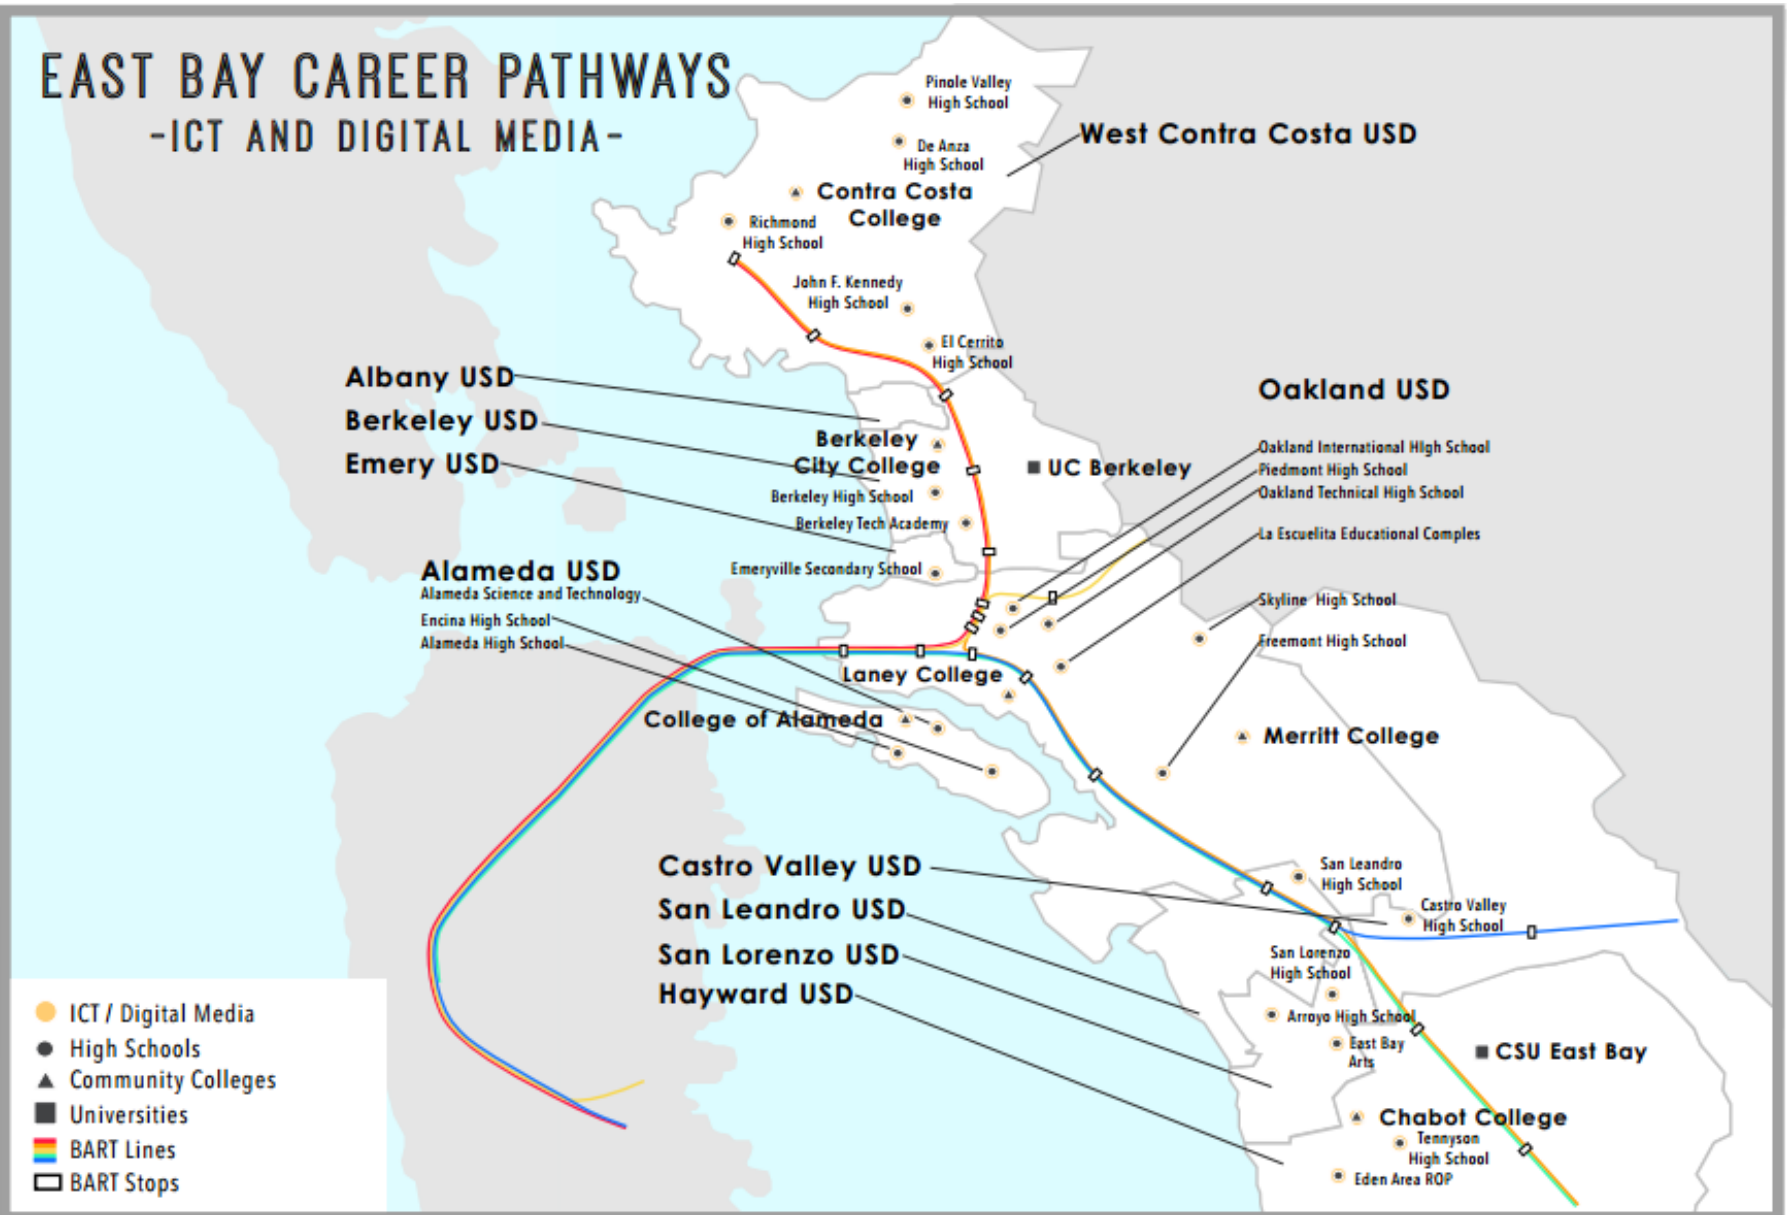 EAST BAY CAREER PATHWAYS
-ICT AND DIGITAL MEDIA-
Pinole Valley
High School
De Anza
High School
West Contra Costa USD
Contra Costa
College
Richmond
High School
John F. Kennedy
High School
El Cerrito
High School
Albany USD
Berkeley USD
Emery USD
Berkeley
City College
UC Berkeley
Berkeley High School
Berkeley Tech Academy
Emeryville Secondary School
Oakland USD
Oakland International HIgh School
Piedmont High School
Oakland Technical High School
La Escuelita Educational Comples
Skyline High School
Freemont High School
Alameda USD
Alameda Science and Technology
Encina High School
Alameda High School
Laney College
College of Alameda
Merritt College
Castro Valley USD
San Leandro USD
San Lorenzo USD
Hayward USD
San Leandro
High School
Castro Valley
High School
San Lorenzo
High School
Arroyo High School
East Bay
Arts
CSU East Bay
Chabot College
Tennyson
High School
Eden Area ROP
ICT / Digital Media
High Schools
Community Colleges
Universities
BART Lines
BART Stops